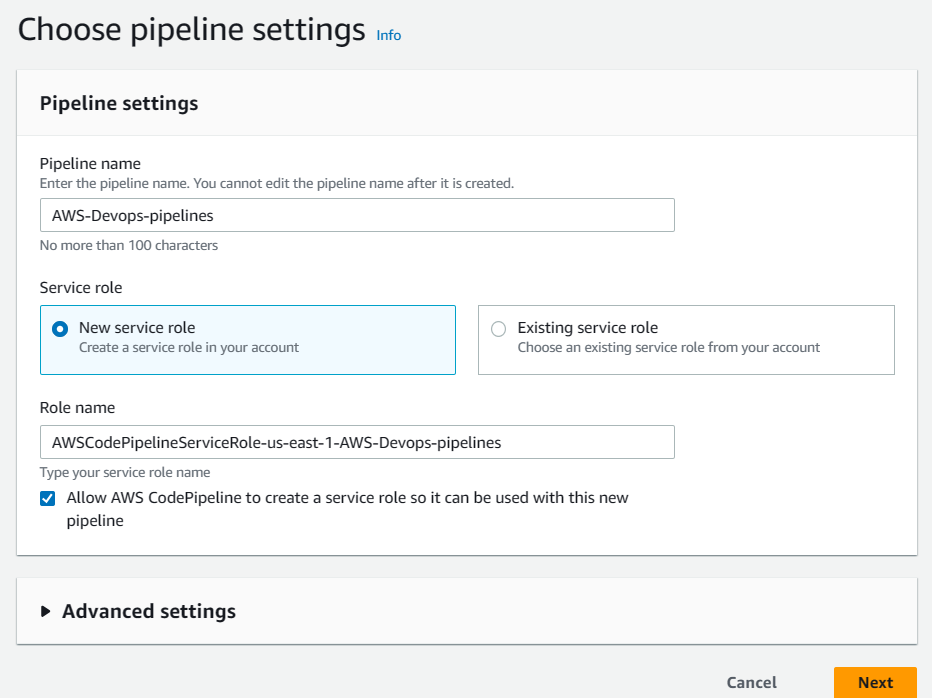 Choose pipeline settings Info
Pipeline settings
Pipeline name
Enter the pipeline name. You cannot edit the pipeline name after it is created.
AWS-Devops-pipelines
No more than 100 characters
Service role
New service role
Create a service role in your account
Existing service role
Choose an existing service role from your account
Role name
AWSCodePipelineServiceRole-us-east-1-AWS-Devops-pipelines
Type your service role name
Allow AWS CodePipeline to create a service role so it can be used with this new
pipeline
Advanced settings
Cancel
Next